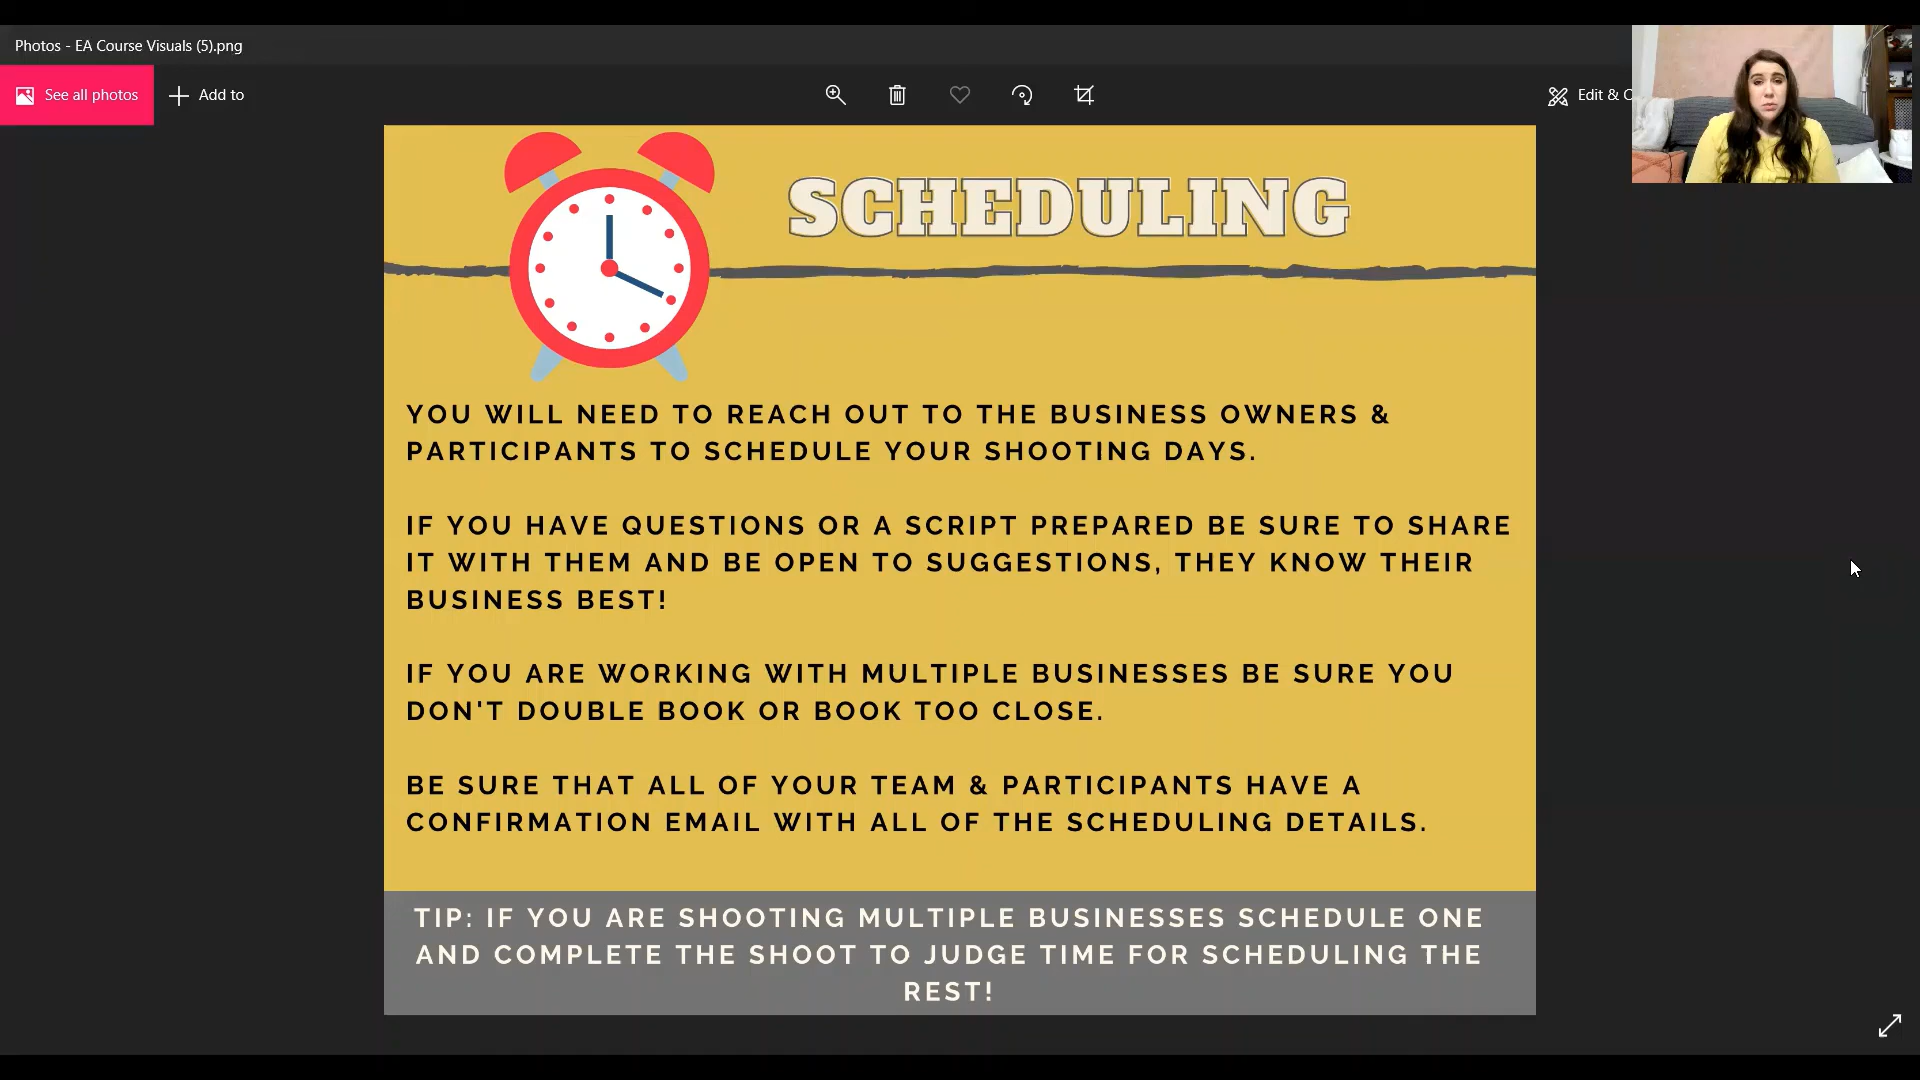 Photos - EA Course Visuals (5).png
See all photos
Add to
Edit & C
SCHEDULING
YOU WILL NEED TO REACH OUT TO THE BUSINESS OWNERS &
PARTICIPANTS TO SCHEDULE YOUR SHOOTING DAYS.
IF YOU HAVE QUESTIONS OR A SCRIPT PREPARED BE SURE TO SHARE
IT WITH THEM AND BE OPEN TO SUGGESTIONS, THEY KNOW THEIR
BUSINESS BEST!
IF YOU ARE WORKING WITH MULTIPLE BUSINESSES BE SURE YOU
DON'T DOUBLE BOOK OR BOOK TOO CLOSE.
BE SURE THAT ALL OF YOUR TEAM & PARTICIPANTS HAVE A
CONFIRMATION EMAIL WITH ALL OF THE SCHEDULING DETAILS.
TIP: IF YOU ARE SHOOTING MULTIPLE BUSINESSES SCHEDULE ONE
AND COMPLETE THE SHOOT TO JUDGE TIME FOR SCHEDULING THE
REST!